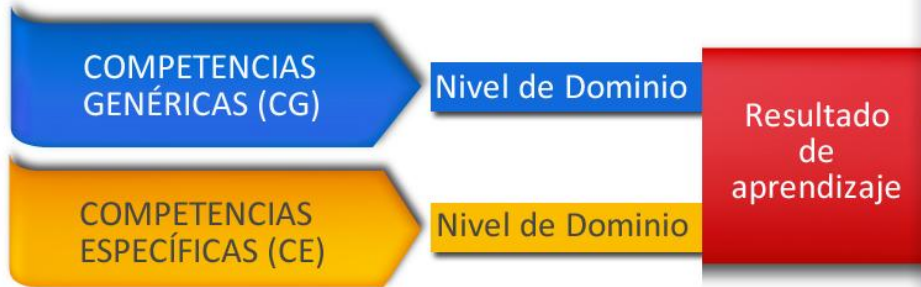 COMPETENCIAS
GENÉRICAS (CG)
Nivel de Dominio
COMPETENCIAS
ESPECÍFICAS (CE)
Nivel de Dominio
Resultado
de
aprendizaje